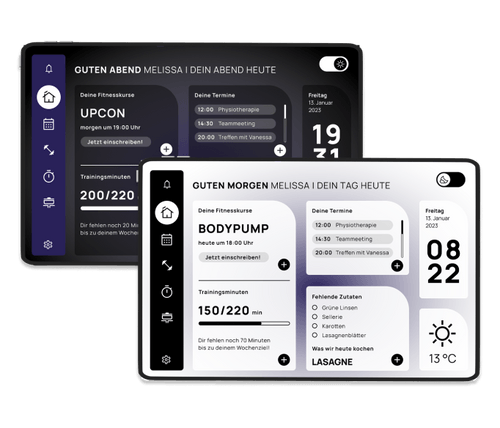 GUTEN ABEND MELISSA I DEIN ABEND HEUTE
Deine Fitnesskurse
UPCON
morgen um 19:00 Uhr
Jetzt einschreiben!
Trainingsminuten
200/220
Dir fehlen noch 20 Min
bis zu deinem Wochen
Deine Termine
12:00 Physiotherapie
14:30 Teammeeting
20:00 Treffen mit Vanessa
Freitag
13. Januar
2023
19
31
GUTEN MORGEN MELISSA I DEIN TAG HEUTE
Deine Fitnesskurse
BODYPUMP
heute um 18:00 Uhr
Jetzt einschreiben!
Trainingsminuten
150/220 min
Dir fehlen noch 70 Minuten
bis zu deinem Wochenziel!
Deine Termine
12:00 Physiotherapie
14:30 Teammeeting
20:00 Treffen mit Vanessa
Fehlende Zutaten
Grüne Linsen
Sellerie
Karotten
Lasagnenblätter
Was wir heute kochen
LASAGNE
Freitag
13. Januar
2023
08
22
13 °C